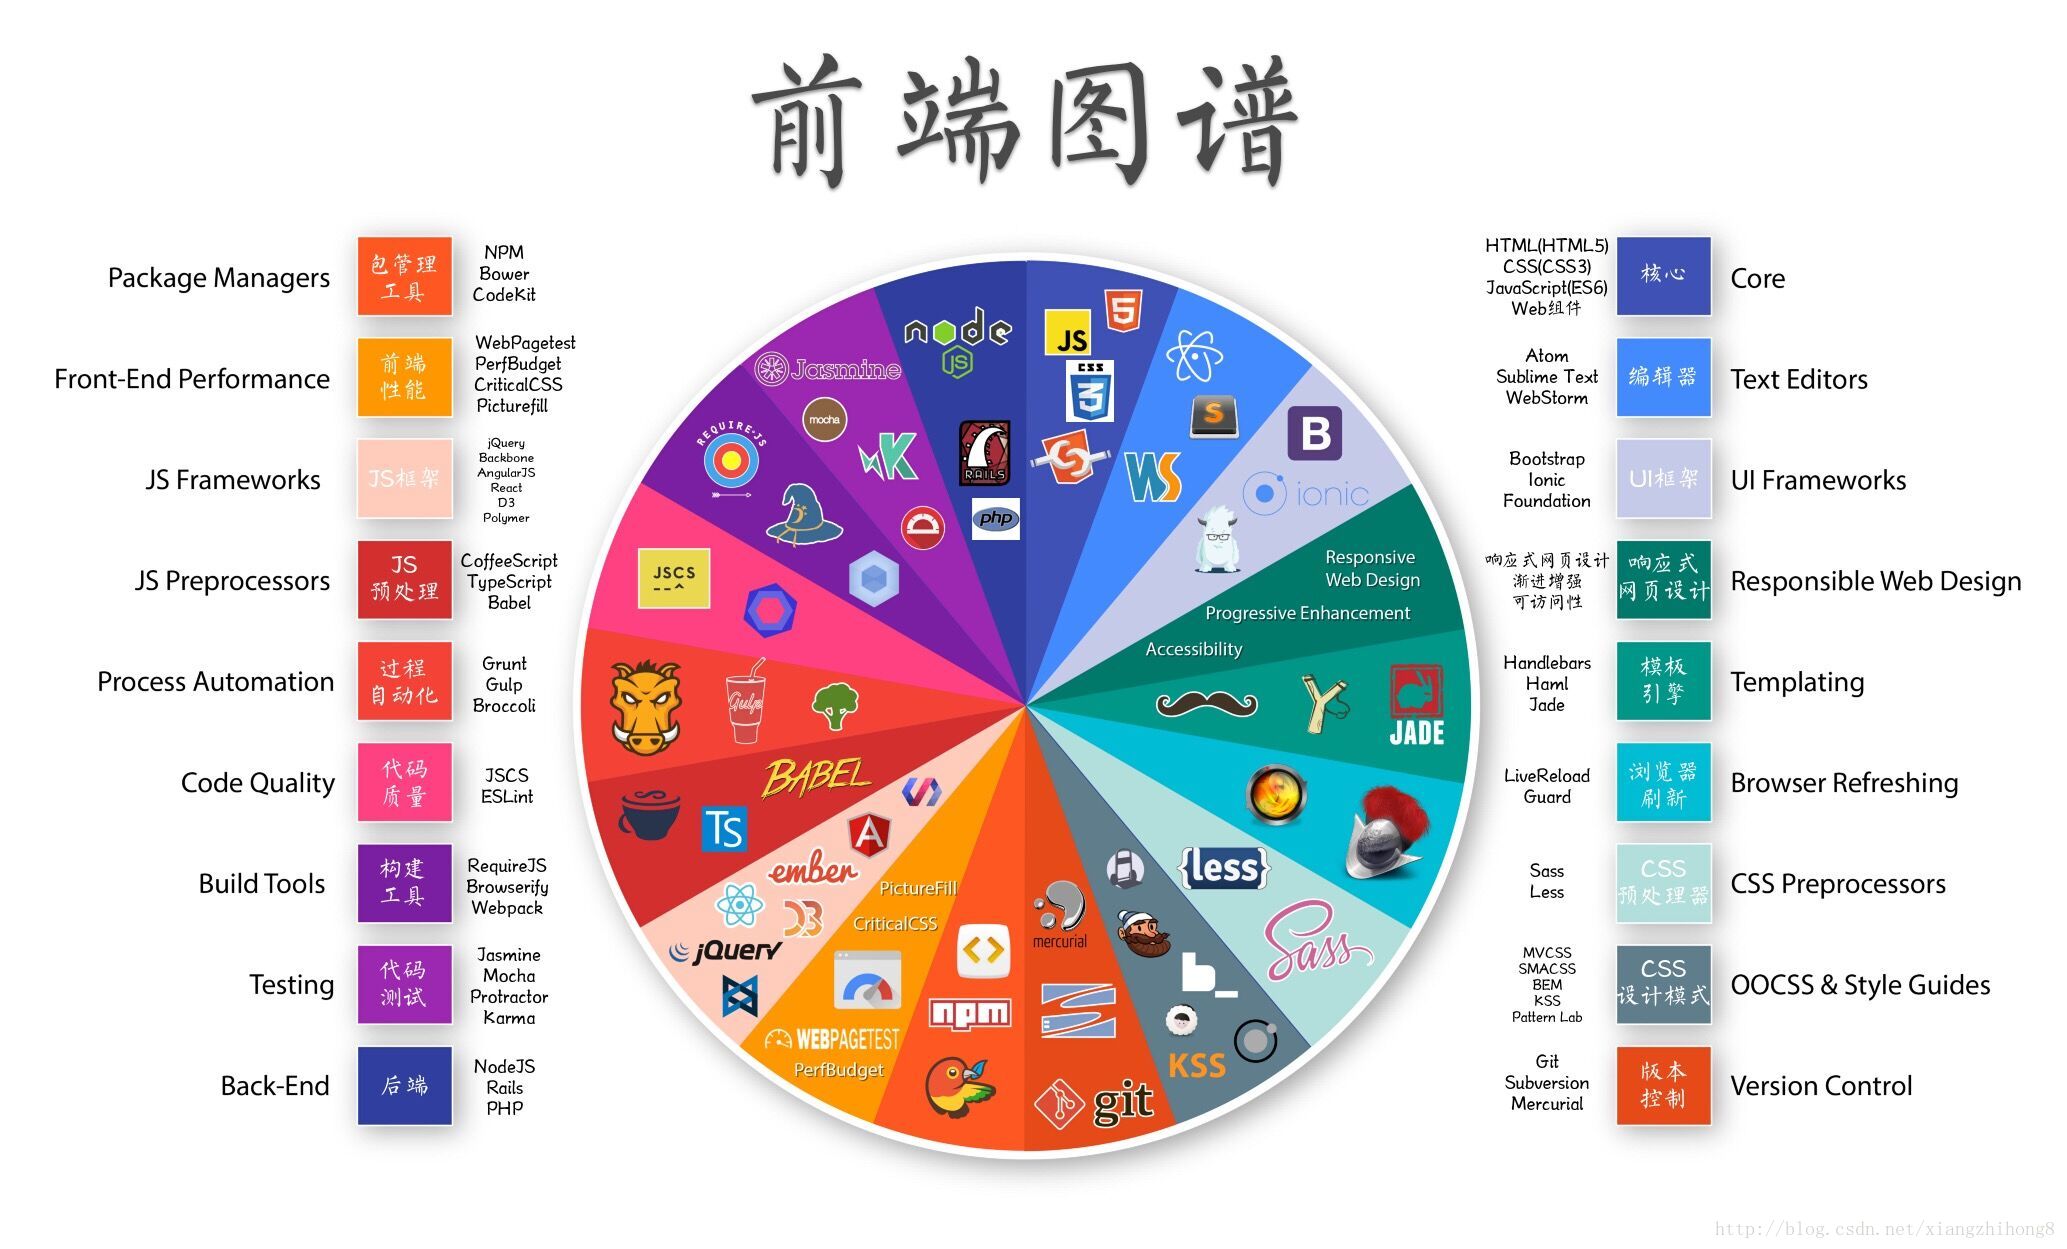 前端图谱
Package Managers
包管理
工具
NPM
Bower
CodeKit
Front-End Performance
前端
性能
WebPagetest
PerfBudget
CriticalCSS
Picturefill
JS Frameworks
JS框架
jQuery
Backbone
AngularJS
React
D3
Polymer
JS Preprocessors
JS
预处理
CoffeeScript
TypeScript
Babel
Process Automation
过程
自动化
Grunt
Gulp
Broccoli
Code Quality
代码
质量
JSCS
ESLint
Build Tools
构建
工具
RequireJS
Browserify
Webpack
Testing
代码
测试
Jasmine
Mocha
Protractor
Karma
Back-End
后端
NodeJS
Rails
PHP
node
JS
Jasmine
mocha
K
REQUIRE-JS
RAILS
php
JSCS
Gulp
BABEL
TS
A
ember
D3
jQuery
PictureFill
CriticalCSS
WEBPAGETEST
PerfBudget
npm
mercurial
git
5
JS
CSS
3
S
S
WS
B
ionic
Responsive
Web Design
Progressive Enhancement
Accessibility
JADE
{less}
Sass
b_
KSS
HTML(HTML5)
CSS(CSS3)
JavaScript(ES6)
Web组件
核心
Core
Atom
Sublime Text
WebStorm
编辑器
Text Editors
Bootstrap
Ionic
Foundation
UI框架
UI Frameworks
响应式网页设计
渐进增强
可访问性
响应式
网页设计
Responsible Web Design
Handlebars
Haml
Jade
模板
引擎
Templating
LiveReload
Guard
浏览器
刷新
Browser Refreshing
Sass
Less
CSS
预处理器
CSS Preprocessors
MVCSS
SMACSS
BEM
KSS
Pattern Lab
CSS
设计模式
OOCSS & Style Guides
Git
Subversion
Mercurial
版本
控制
Version Control
http://blog.csdn.net/xiangzhihong8